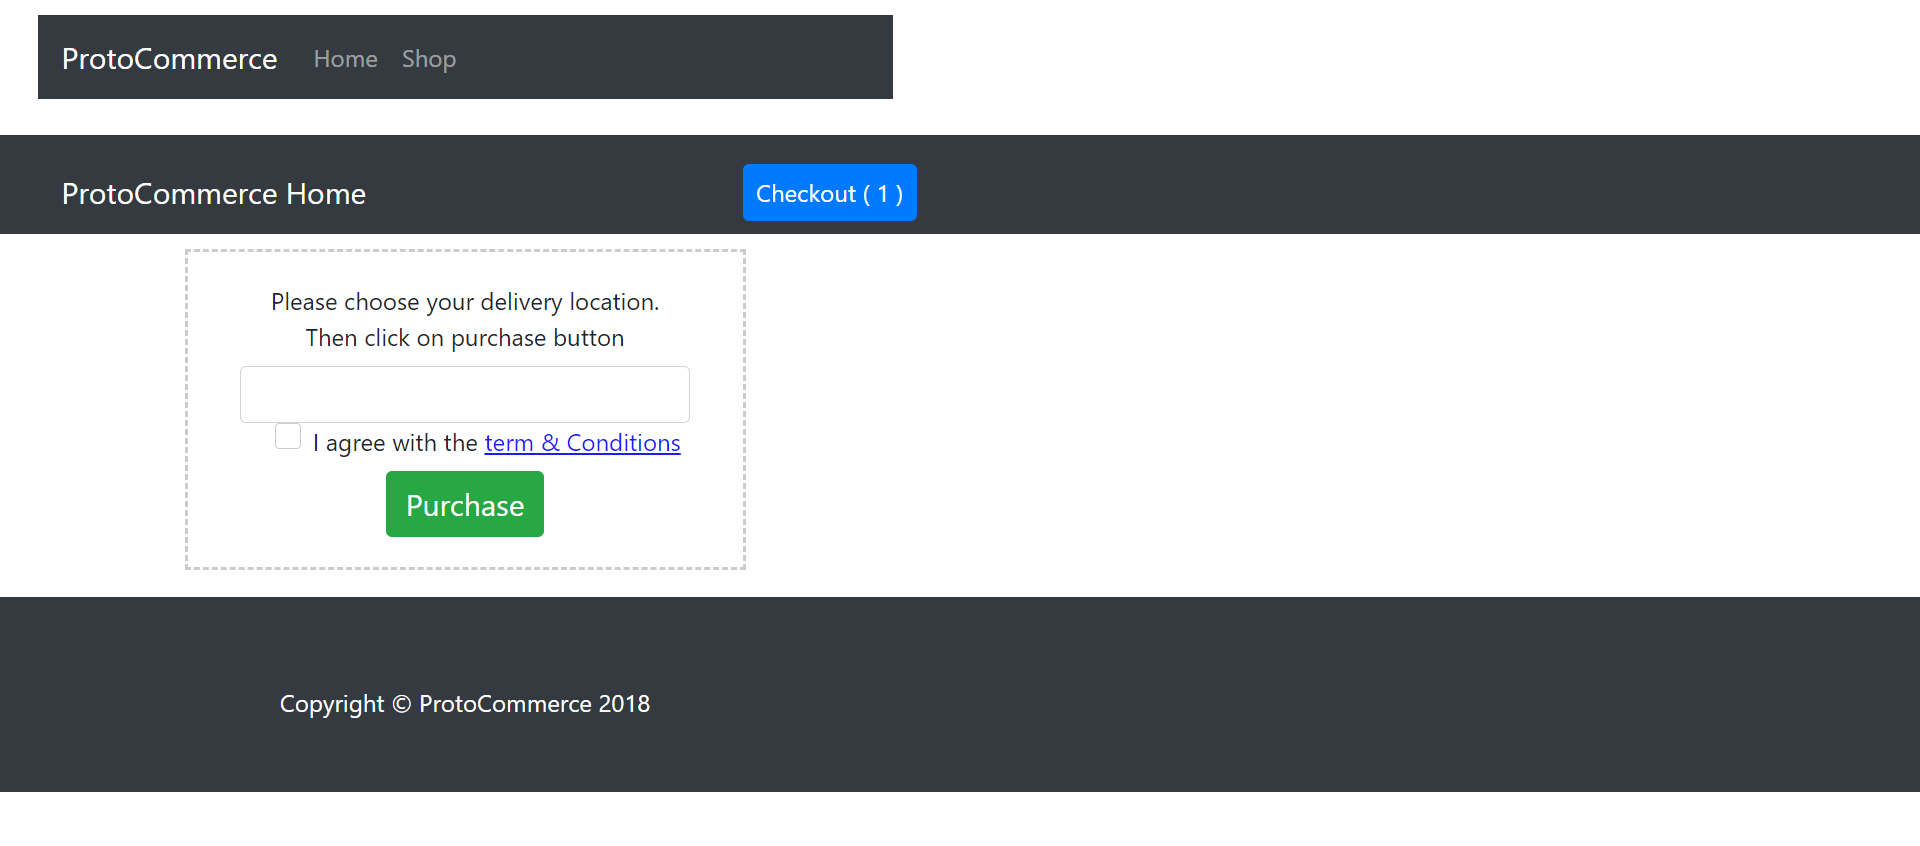 ProtoCommerce Home Shop
ProtoCommerce Home Checkout ( 1 )
Please choose your delivery location.
Then click on purchase button
I agree with the term & Conditions
Purchase
Copyright © ProtoCommerce 2018